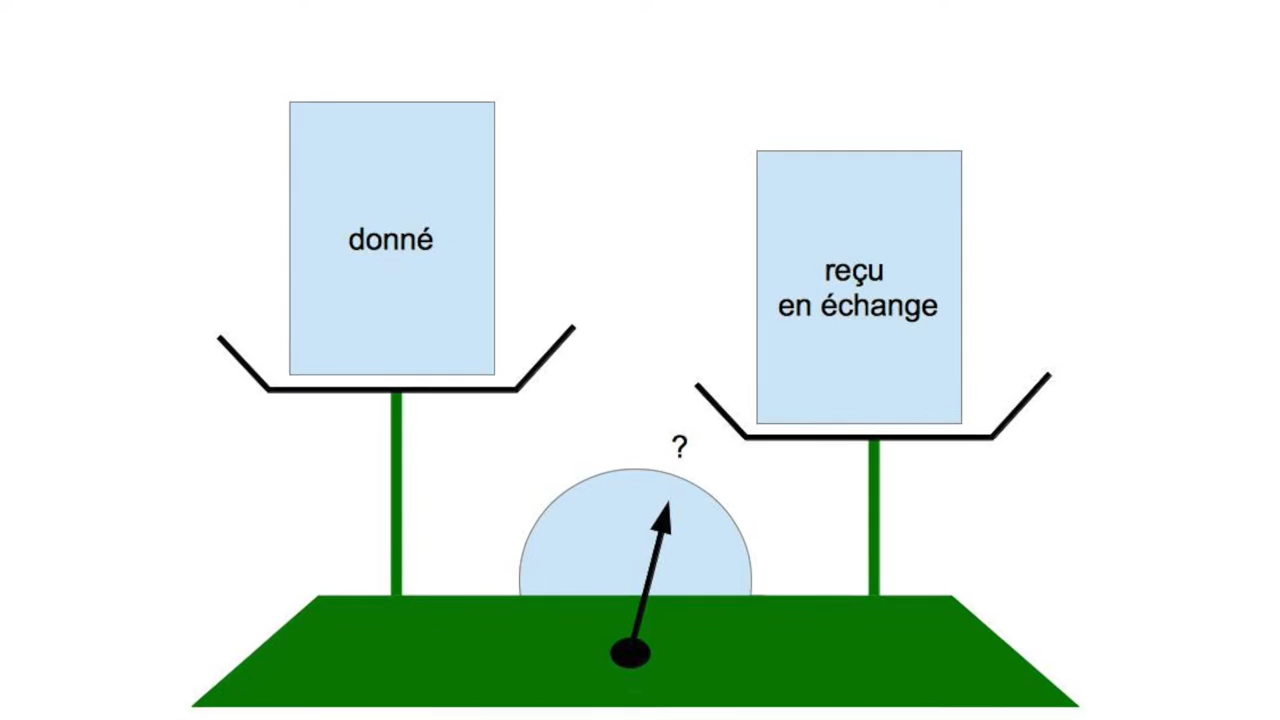 donné
reçu
en échange
?